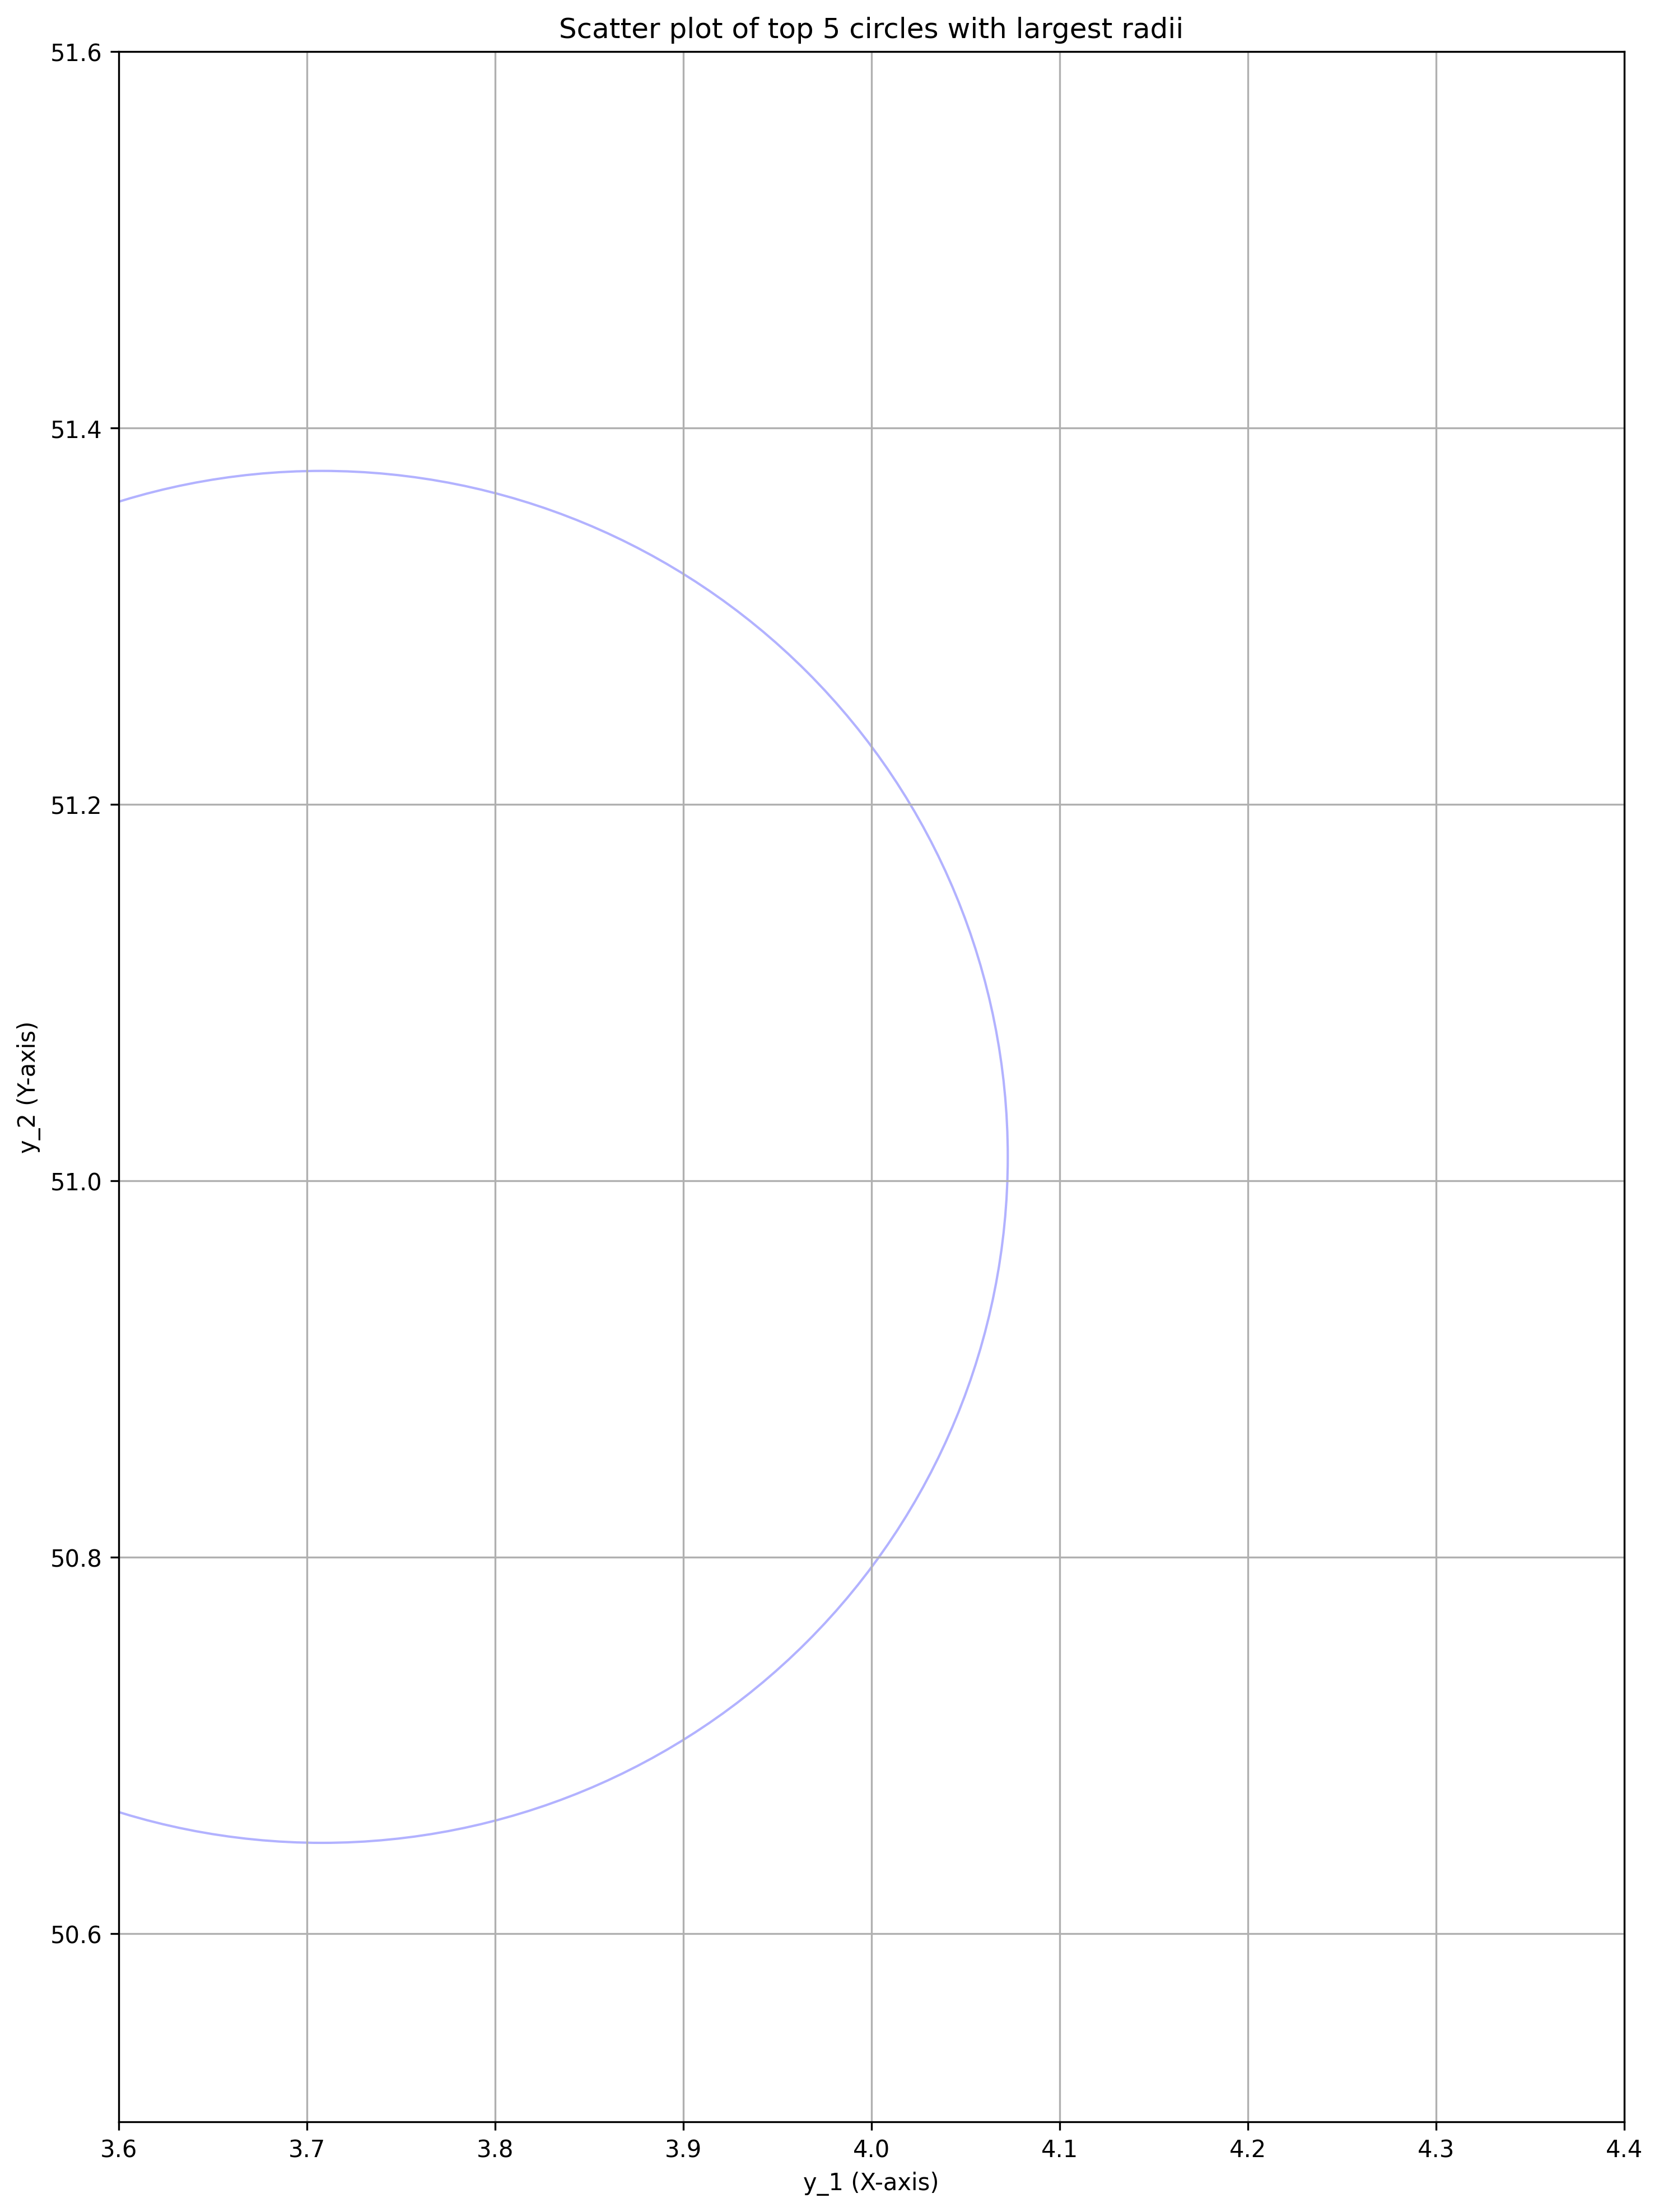 Scatter plot of top 5 circles with largest radii
51.6
51.4
51.2
51.0
50.8
50.6
y_2 (Y-axis)
3.6 3.7 3.8 3.9 4.0 4.1 4.2 4.3 4.4
y_1 (X-axis)